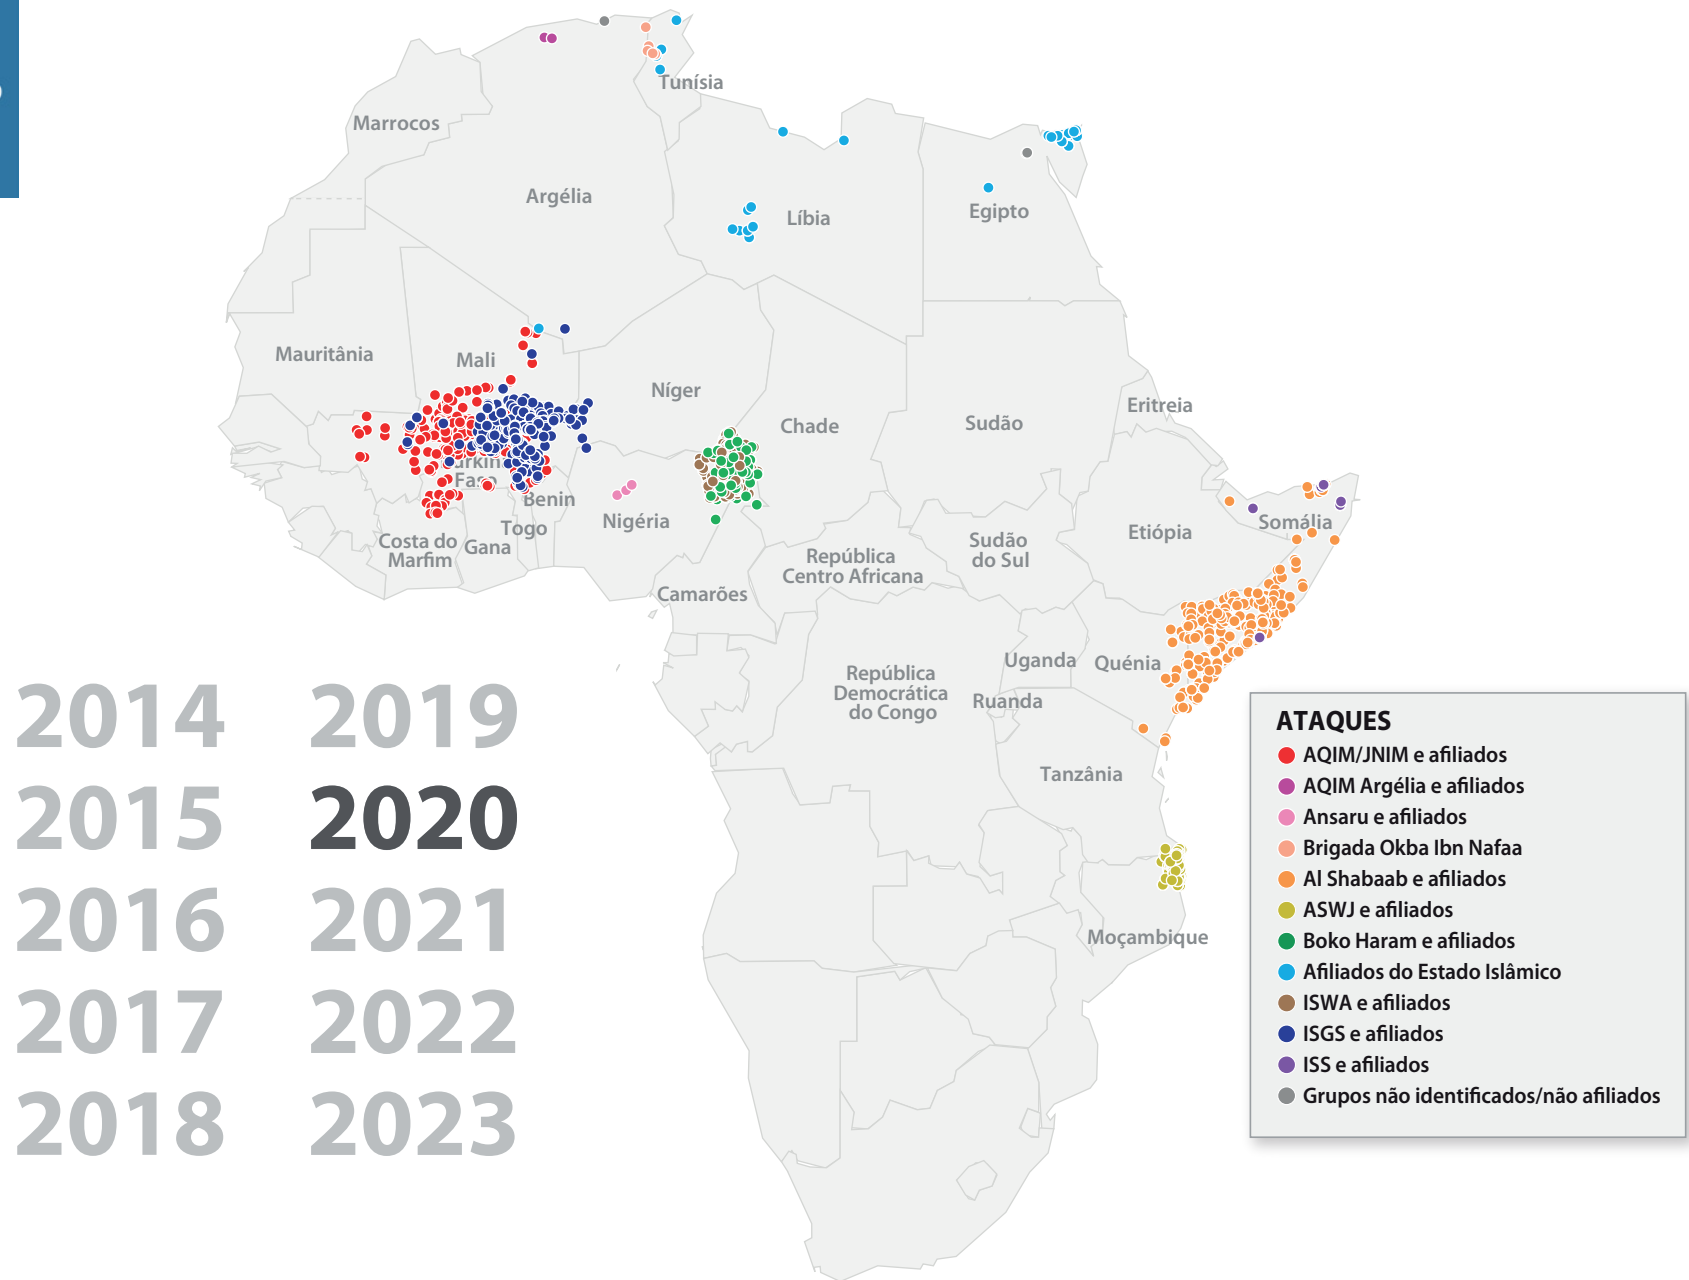 Tunísia
Marrocos
Argélia
Líbia
Egipto
Mauritânia
Mali
Níger
Chade
Sudão
Eritreia
Faso
Benin
Nigéria
Togo
Costa do
Marfim
Gana
Camarões
República
Centro Africana
Sudão
do Sul
Etiópia
Somália
República
Democrática
do Congo
Uganda
Quénia
Ruanda
Tanzânia
Moçambique
2014
2019
2015
2020
2016
2021
2017
2022
2018
2023
ATAQUES
AQIM/JNIM e afiliados
AQIM Argélia e afiliados
Ansaru e afiliados
Brigada Okba Ibn Nafaa
Al Shabaab e afiliados
ASWJ e afiliados
Boko Haram e afiliados
Afiliados do Estado Islâmico
ISWA e afiliados
ISGS e afiliados
ISS e afiliados
Grupos não identificados/não afiliados